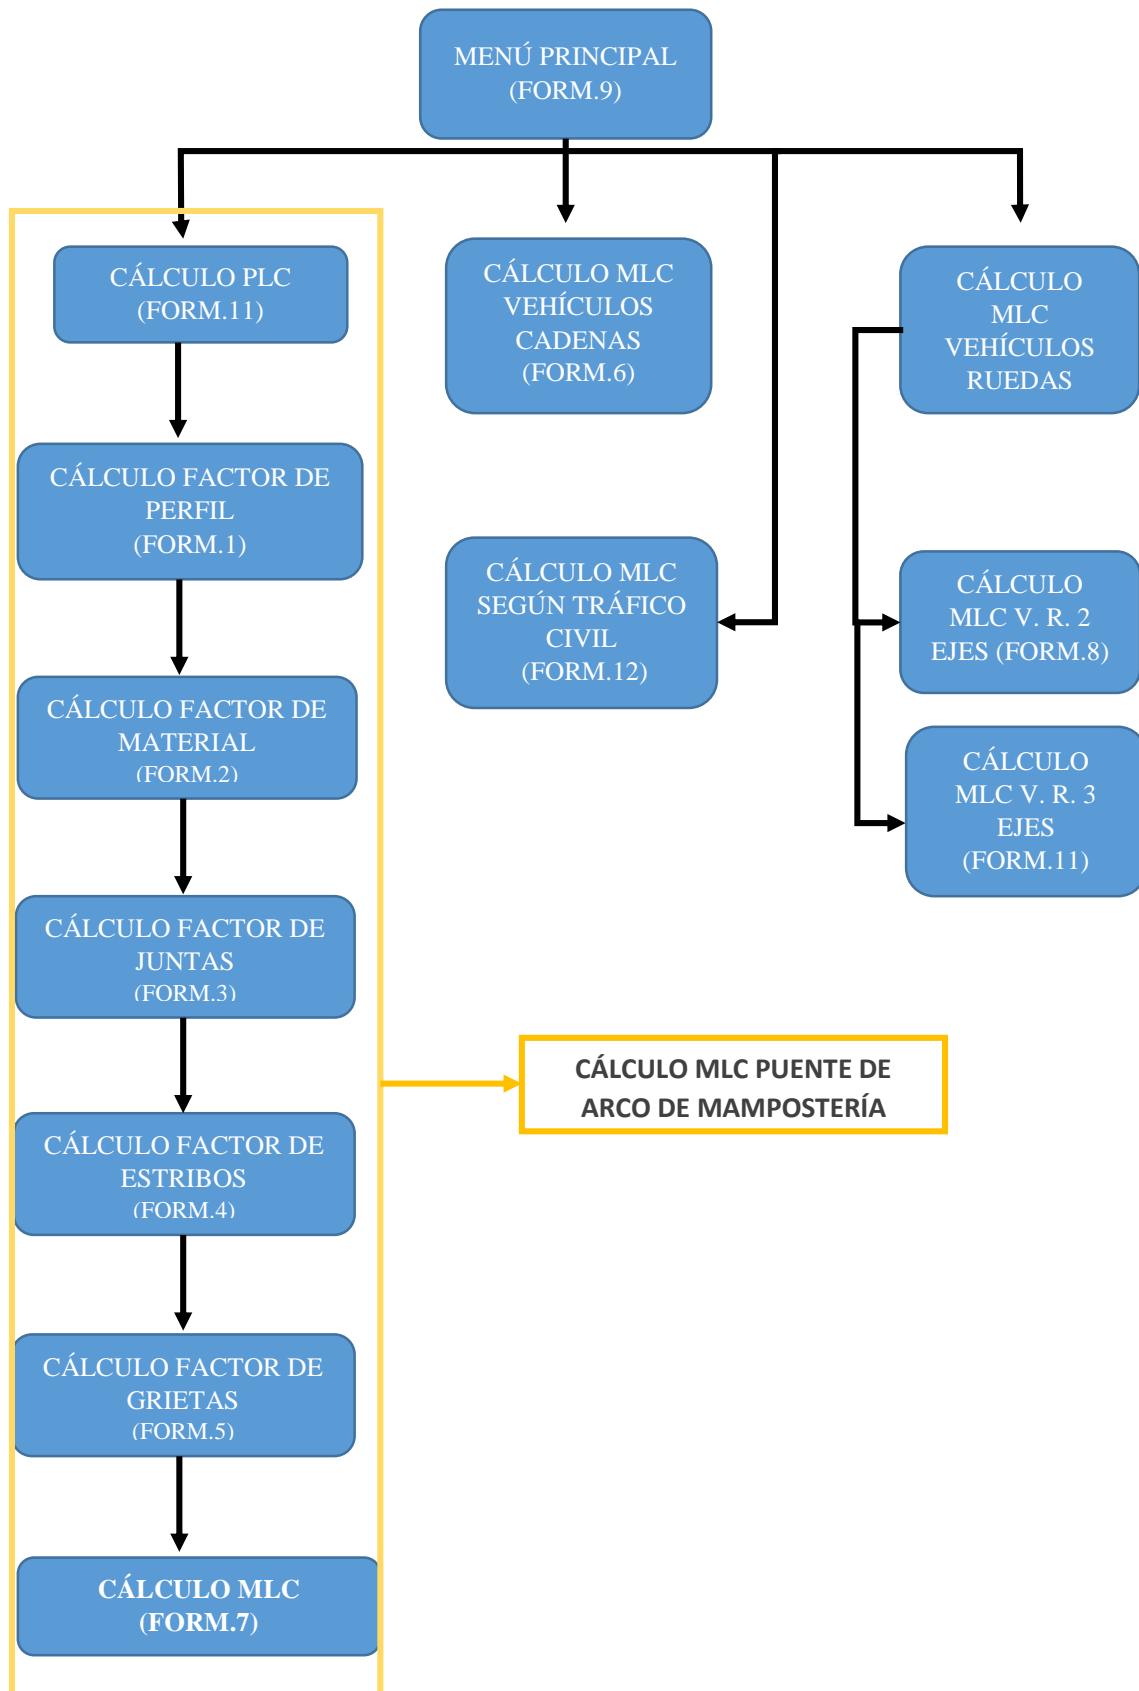 MENÚ PRINCIPAL
(FORM.9)
CÁLCULO PLC
(FORM.11)
CÁLCULO FACTOR DE
PERFIL
(FORM.1)
CÁLCULO FACTOR DE
MATERIAL
(FORM.2)
CÁLCULO FACTOR DE
JUNTAS
(FORM.3)
CÁLCULO FACTOR DE
ESTRIBOS
(FORM.4)
CÁLCULO FACTOR DE
GRIETAS
(FORM.5)
CÁLCULO MLC
(FORM.7)
CÁLCULO MLC
VEHÍCULOS
CADENAS
(FORM.6)
CÁLCULO MLC
SEGÚN TRÁFICO
CIVIL
(FORM.12)
CÁLCULO
MLC
VEHÍCULOS
RUEDAS
CÁLCULO
MLC V. R. 2
EJES (FORM.8)
CÁLCULO
MLC V. R. 3
EJES
(FORM.11)
CÁLCULO MLC PUENTE DE
ARCO DE MAMPOSTERÍA